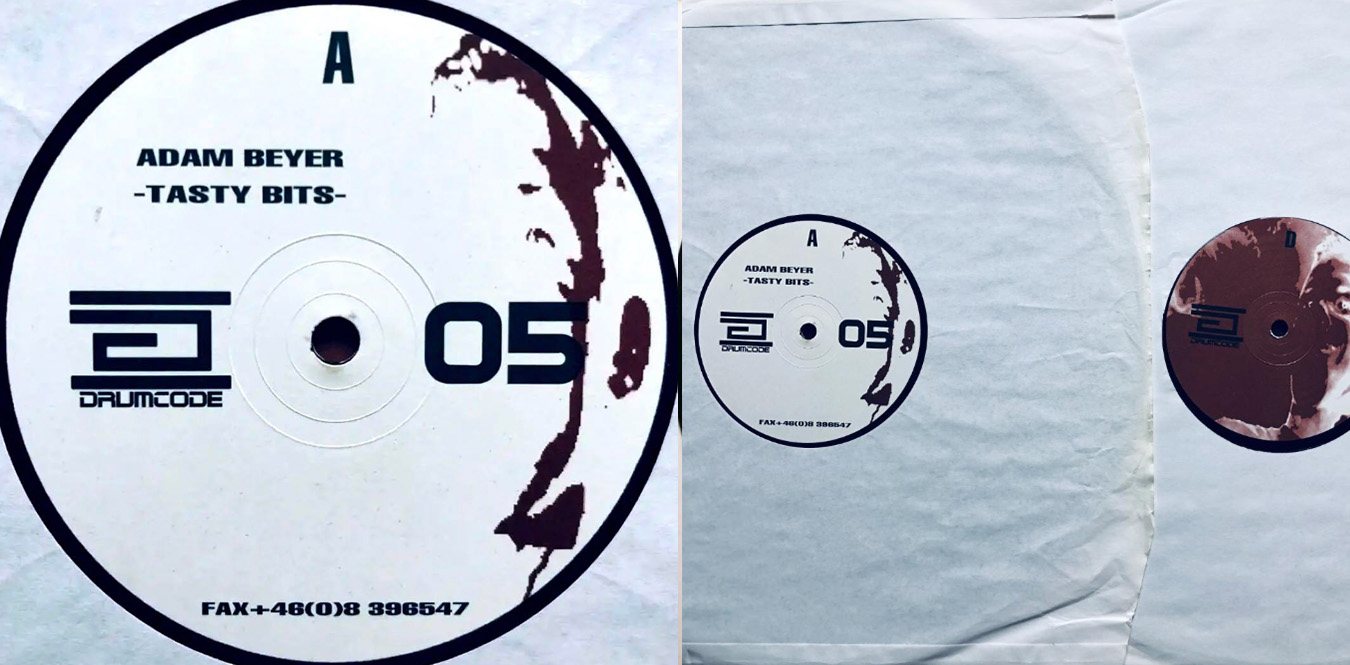 A
ADAM BEYER
-TASTY BITS-
05
DRUMCODE
FAX+46(0)8 396547
A
ADAM BEYER
-TASTY BITS-
05
DRUMCODE
FAX+46(0)8 396547
D
DRUMCODE